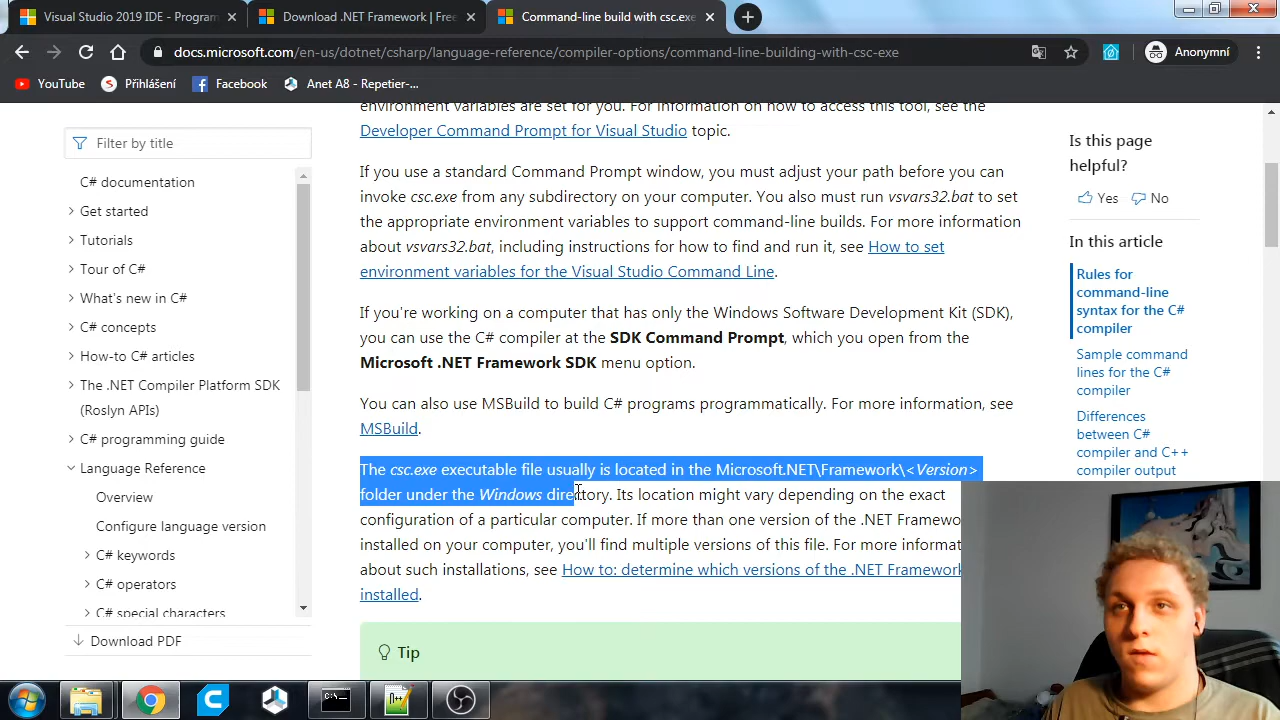 Visual Studio 2019 IDE - Program
Download .NET Framework | Free
Command-line build with csc.exe
docs.microsoft.com/en-us/dotnet/csharp/language-reference/compiler-options/command-line-building-with-csc-exe
Anonymní
YouTube
Přihlášení
Facebook
Anet A8 - Repetier-...
Filter by title
C# documentation
Get started
Tutorials
Tour of C#
What's new in C#
C# concepts
How-to C# articles
The .NET Compiler Platform SDK
(Roslyn APIs)
C# programming guide
Language Reference
Overview
Configure language version
C# keywords
C# operators
C# special characters
Download PDF
environment variables are set for you. For information on how to access this tool, see the
Developer Command Prompt for Visual Studio topic.
If you use a standard Command Prompt window, you must adjust your path before you can
invoke csc.exe from any subdirectory on your computer. You also must run vsvars32.bat to set
the appropriate environment variables to support command-line builds. For more information
about vsvars32.bat, including instructions for how to find and run it, see How to set
environment variables for the Visual Studio Command Line.
If you're working on a computer that has only the Windows Software Development Kit (SDK),
you can use the C# compiler at the SDK Command Prompt, which you open from the
Microsoft .NET Framework SDK menu option.
You can also use MSBuild to build C# programs programmatically. For more information, see
MSBuild.
The csc.exe executable file usually is located in the Microsoft.NET\Framework\<Version>
folder under the Windows directory. Its location might vary depending on the exact
configuration of a particular computer. If more than one version of the .NET Framewo
installed on your computer, you'll find multiple versions of this file. For more informat
about such installations, see How to: determine which versions of the .NET Framework
installed.
Tip
Is this page
helpful?
Yes
No
In this article
Rules for
command-line
syntax for the C#
compiler
Sample command
lines for the C#
compiler
Differences
between C#
compiler and C++
compiler output